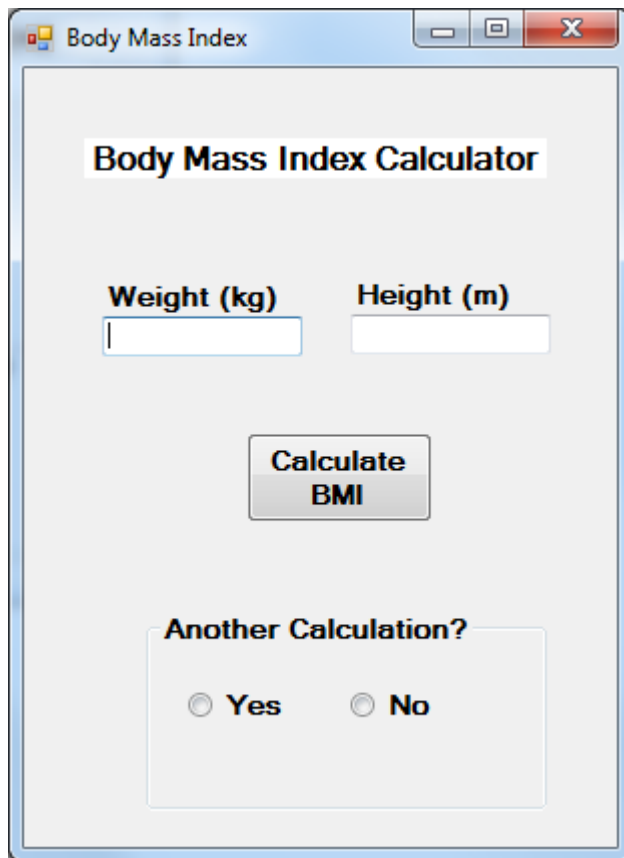 Body Mass Index
Body Mass Index Calculator
Weight (kg) Height (m)
Calculate
BMI
Another Calculation?
Yes No